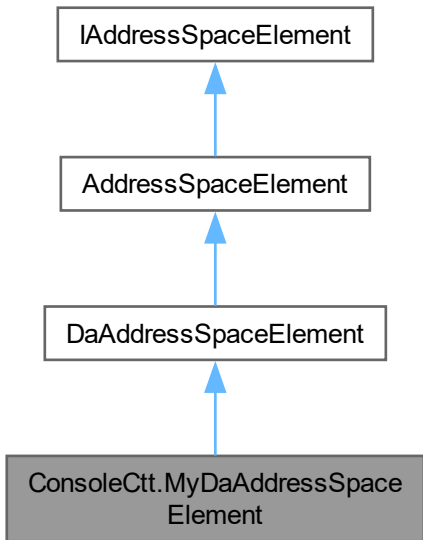 IAddressSpaceElement
AddressSpaceElement
DaAddressSpaceElement
ConsoleCtt.MyDaAddressSpace
Element